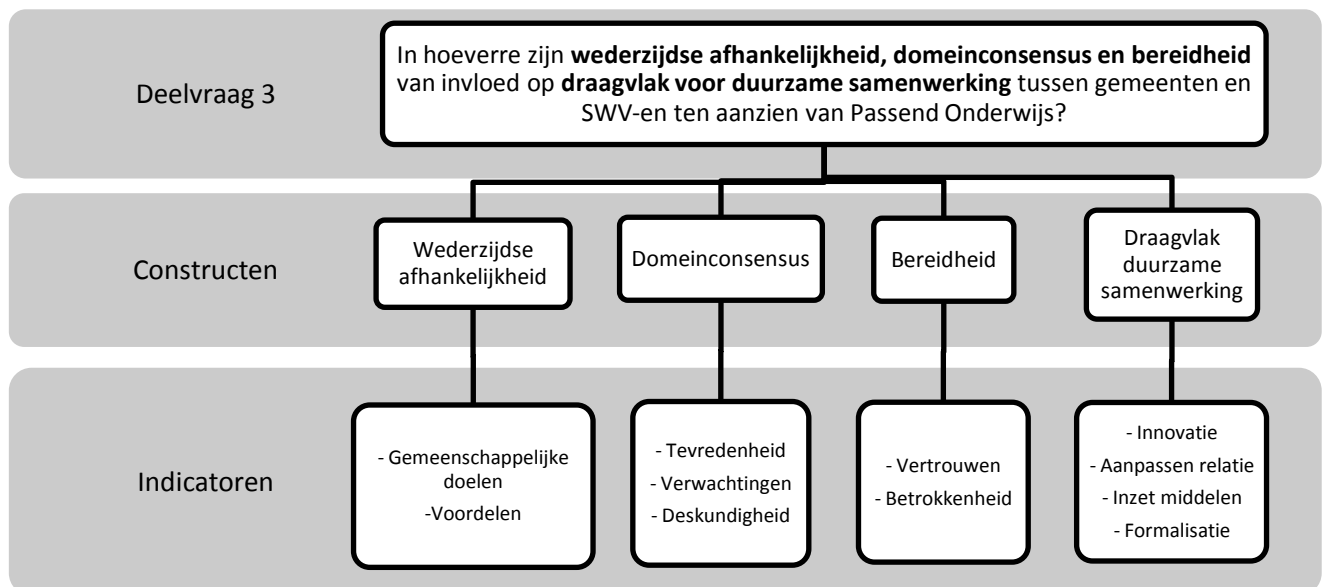 Deelvraag 3
In hoeverre zijn wederzijdse afhankelijkheid, domeinconsensus en bereidheid
van invloed op draagvlak voor duurzame samenwerking tussen gemeenten en
SWV-en ten aanzien van Passend Onderwijs?
Constructen
Wederzijdse
afhankelijkheid
Domeinconsensus
Bereidheid
Draagvlak
duurzame
samenwerking
Indicatoren
- Gemeenschappelijke
doelen
-Voordelen
- Tevredenheid
- Verwachtingen
- Deskundigheid
- Vertrouwen
- Betrokkenheid
- Innovatie
- Aanpassen relatie
- Inzet middelen
- Formalisatie